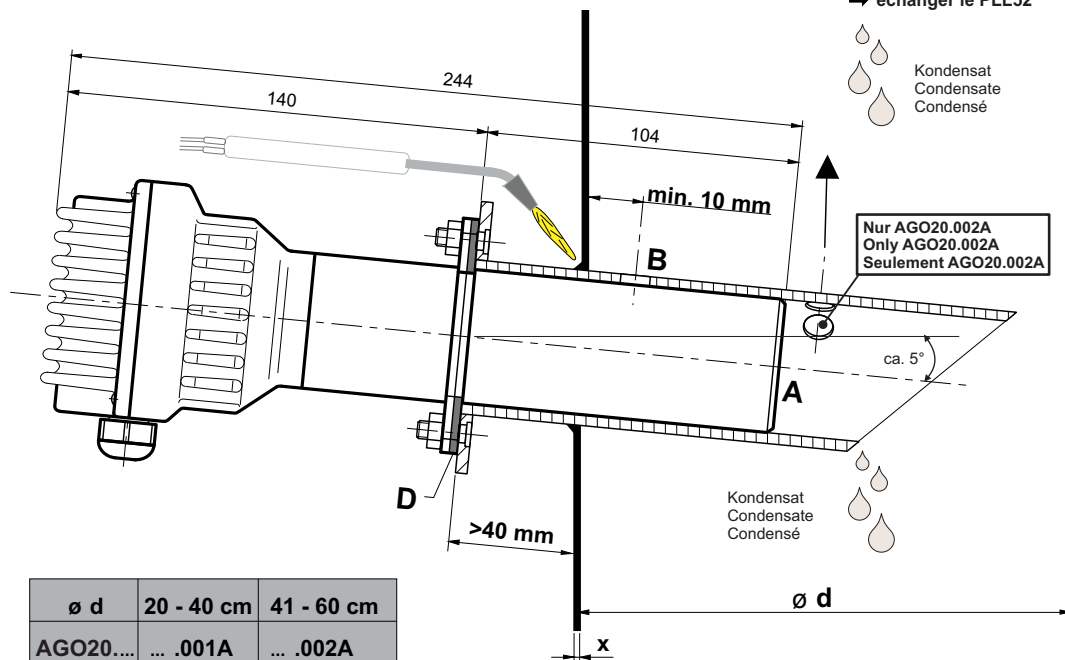 ➞ échanger le PLL52
Kondensat
Condensate
Condensé
244
140
104
min. 10 mm
Nur AGO20.002A
Only AGO20.002A
Seulement AGO20.002A
B
ca. 5°
A
D
>40 mm
Kondensat
Condensate
Condensé
ø d
x
ø d 20 - 40 cm 41 - 60 cm
AGO20.... ... .001A ... .002A